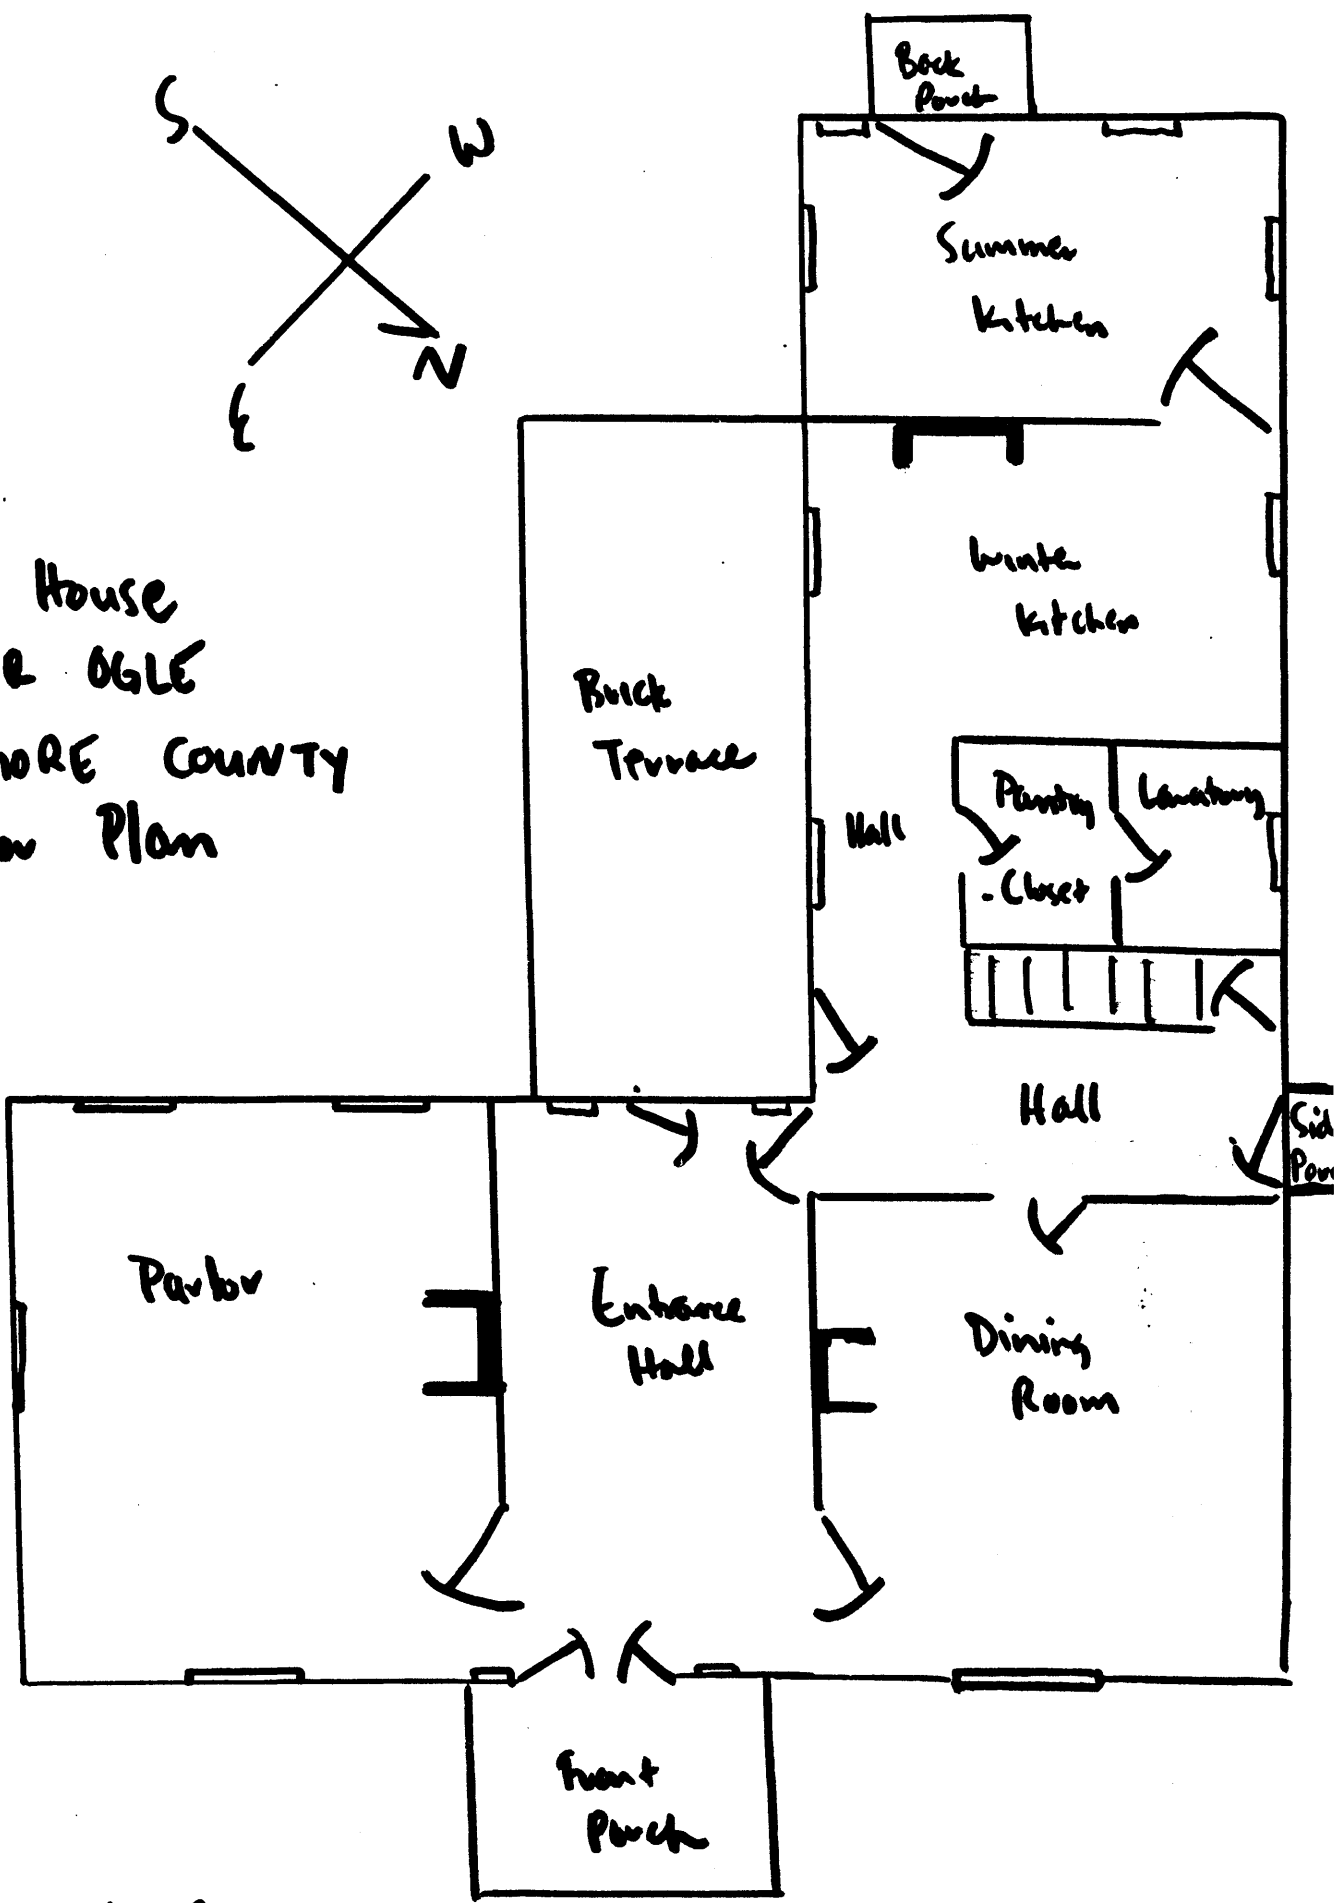 Back
Porch
S
W
N
E
Summer
Kitchen
House
OGLE
COUNTY
Plan
Winter
Kitchen
Brick
Terrace
Hall
Pantry
Lavatory
Closet
Hall
Parlor
Entrance
Hall
Dining
Room
Front
Porch